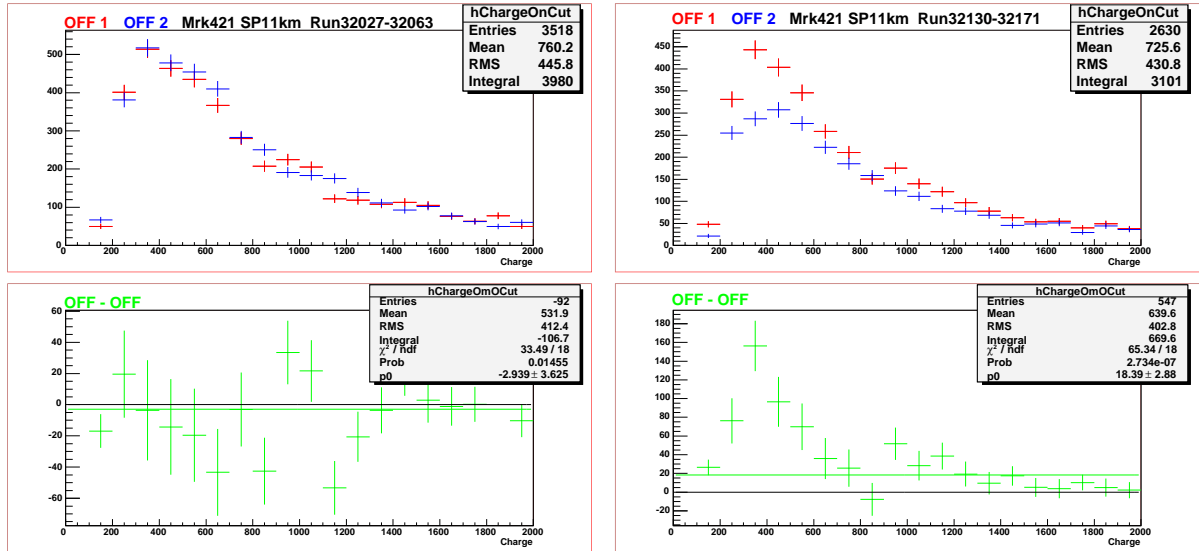 OFF 1 OFF 2 Mrk421 SP11km Run32027-32063
hChargeOnCut
Entries 3518
Mean 760.2
RMS 445.8
Integral 3980
500
400
300
200
100
0
0 200 400 600 800 1000 1200 1400 1600 1800 2000
Charge
OFF 1 OFF 2 Mrk421 SP11km Run32130-32171
hChargeOnCut
Entries 2630
Mean 725.6
RMS 430.8
Integral 3101
450
400
350
300
250
200
150
100
50
0
0 200 400 600 800 1000 1200 1400 1600 1800 2000
Charge
OFF - OFF
hChargeOmOCut
Entries -92
Mean 531.9
RMS 412.4
Integral -106.7
χ² / ndf 33.49 / 18
Prob 0.01455
p0 -2.939 ± 3.625
60
40
20
0
-20
-40
-60
0 200 400 600 800 1000 1200 1400 1600 1800 2000
Charge
OFF - OFF
hChargeOmOCut
Entries 547
Mean 639.6
RMS 402.8
Integral 669.6
χ² / ndf 65.34 / 18
Prob 2.734e-07
p0 18.39 ± 2.88
180
160
140
120
100
80
60
40
20
0
-20
0 200 400 600 800 1000 1200 1400 1600 1800 2000
Charge